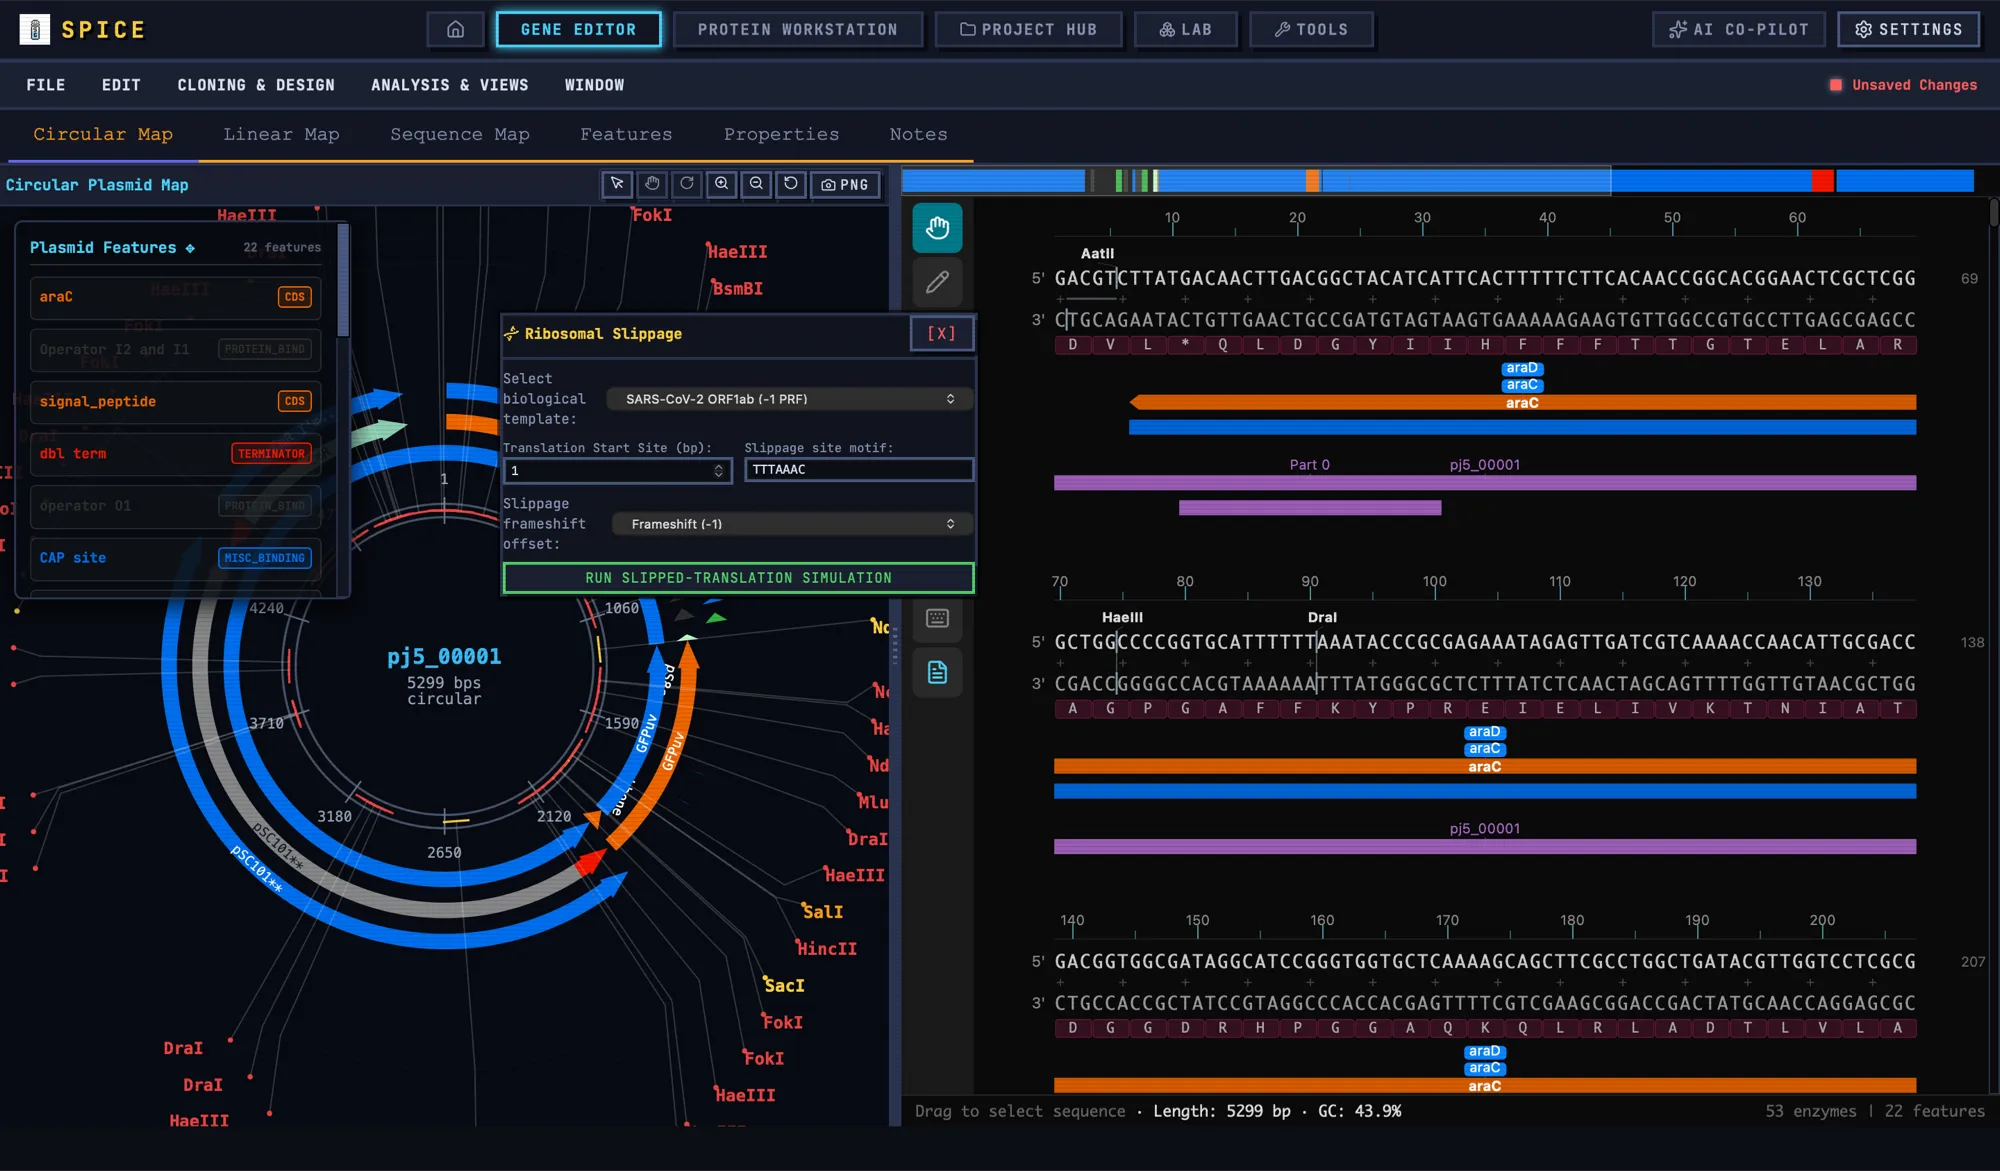 SPICE
GENE EDITOR
PROTEIN WORKSTATION
PROJECT HUB
LAB
TOOLS
AI CO-PILOT
SETTINGS
FILE
EDIT
CLONING & DESIGN
ANALYSIS & VIEWS
WINDOW
Unsaved Changes
Circular Map
Linear Map
Sequence Map
Features
Properties
Notes
Circular Plasmid Map
PNG
HaeIII
FokI
HaeIII
BsmBI
Plasmid Features
22 features
araC CDS
Operator I2 and I1 PROTEIN_BIND
signal_peptide CDS
dbl term TERMINATOR
operator O1 PROTEIN_BIND
CAP site MISC_BINDING
Ribosomal Slippage
[X]
Select biological template:
SARS-CoV-2 ORF1ab (-1 PRF)
Translation Start Site (bp):
1
Slippage site motif:
TTTAAAC
Slippage frameshift offset:
Frameshift (-1)
RUN SLIPPED-TRANSLATION SIMULATION
1
1060
1590
2120
2650
3180
3710
4240
pj5_00001
5299 bps
circular
GFPuv
GFPuv
pSC101**
pSC101**
Mlu
DraI
HaeIII
SalI
HincII
SacI
FokI
FokI
HaeIII
DraI
DraI
HaeIII
10 20 30 40 50 60
AatII
5' GACGTCTTATGACAACTTGACGGCTACATCATTCACTTTTTCTTCACAACCGGCACGGAACTCGCTCGG 69
3' CTGCAGAATACTGTTGAACTGCCGATGTAGTAAGTGAAAAAGAAGTGTTGGCCGTGCCTTGAGCGAGCC
D V L * Q L D G Y I I H F F F T T G T E L A R
araD
araC
araC
Part 0
pj5_00001
70 80 90 100 110 120 130
HaeIII DraI
5' GCTGGCCCCGGTGCATTTTTTAAATACCCGCGAGAAATAGAGTTGATCGTCAAAACCAACATTGCGACC 138
3' CGACCGGGGCCACGTAAAAAATTTATGGGCGCTCTTTATCTCAACTAGCAGTTTTGGTTGTAACGCTGG
A G P G A F F K Y P R E I E L I V K T N I A T
araD
araC
araC
pj5_00001
140 150 160 170 180 190 200
5' GACGGTGGCGATAGGCATCCGGGTGGTGCTCAAAAGCAGCTTCGCCTGGCTGATACGTTGGTCCTCGCG 207
3' CTGCCACCGCTATCCGTAGGCCCACCACGAGTTTTCGTCGAAGCGGACCGACTATGCAACCAGGAGCGC
D G G D R H P G G A Q K Q L R L A D T L V L A
araD
araC
araC
Drag to select sequence · Length: 5299 bp · GC: 43.9%
53 enzymes | 22 features